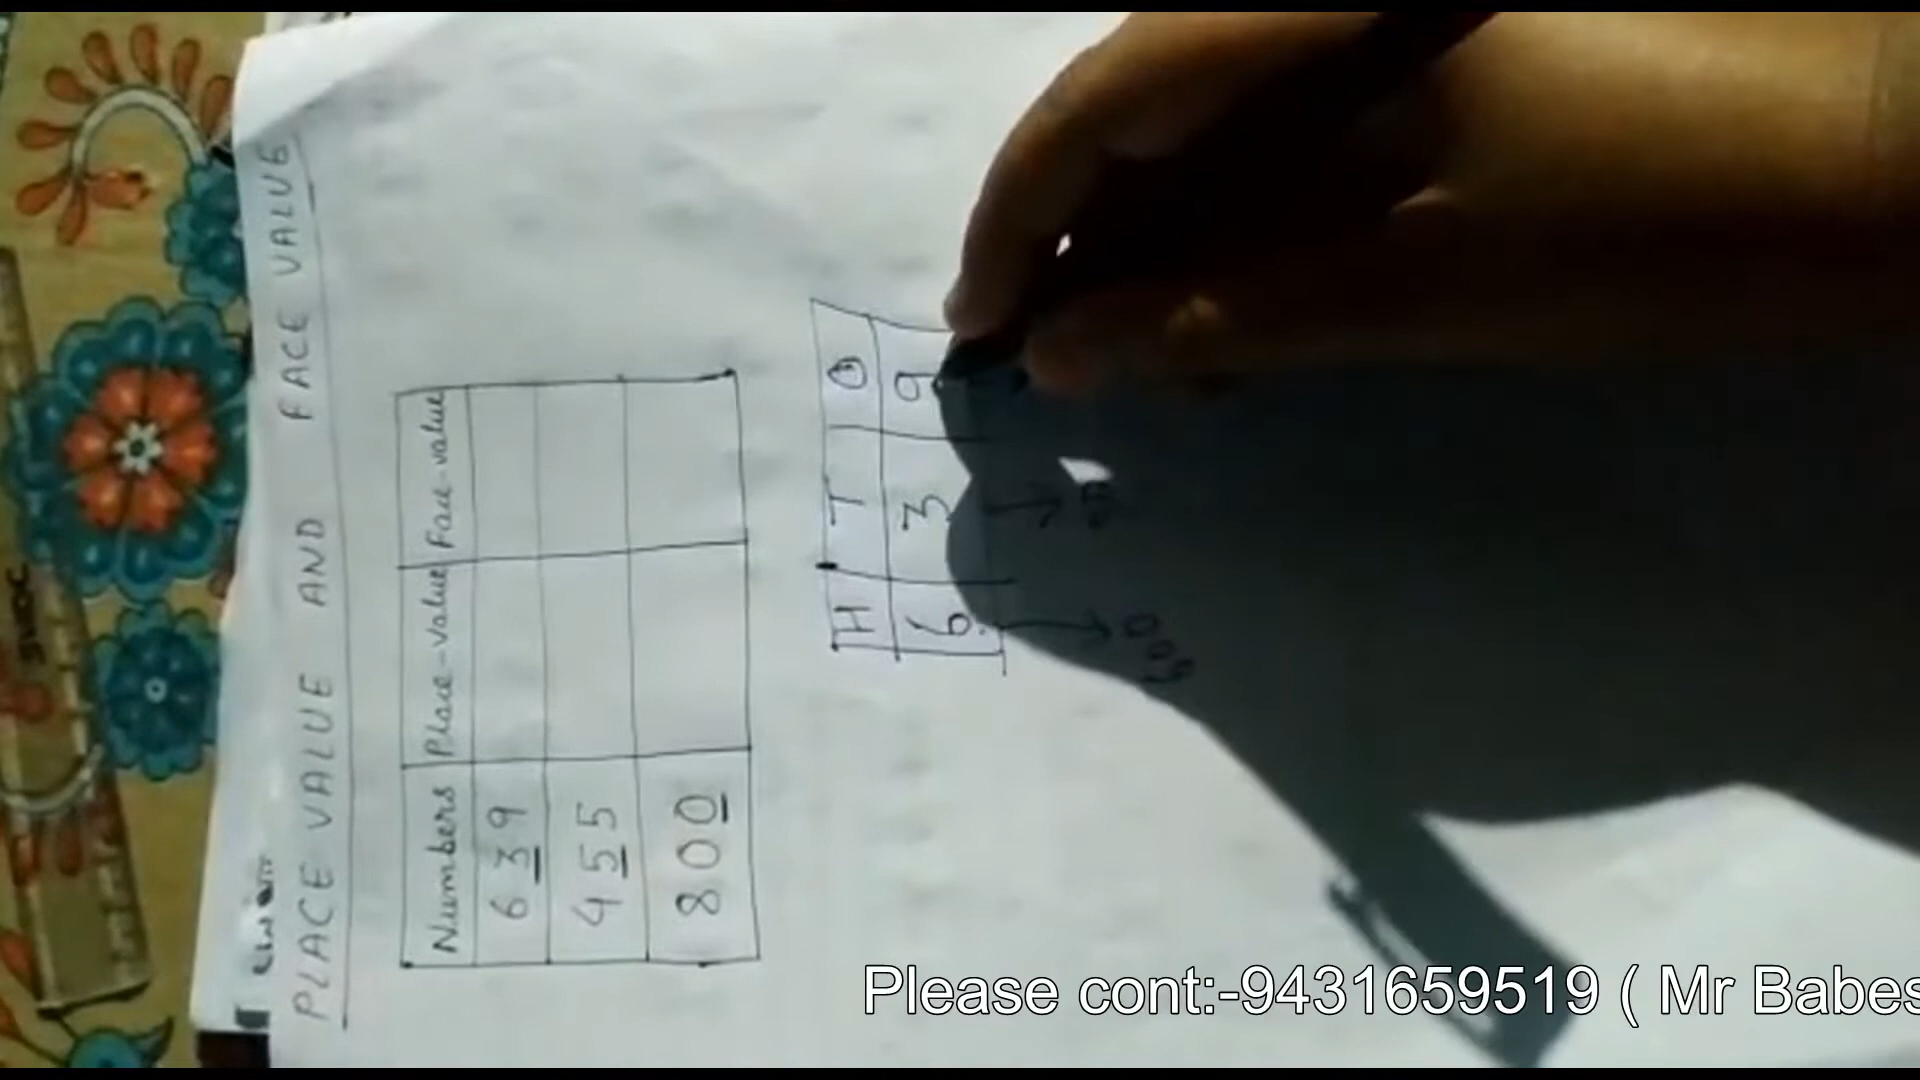 PLACE VALUE AND FACE VALUE
Numbers Place-Value Face-value
639
455
800
H T O
6 3 9
600
Please cont:-9431659519 ( Mr Babes